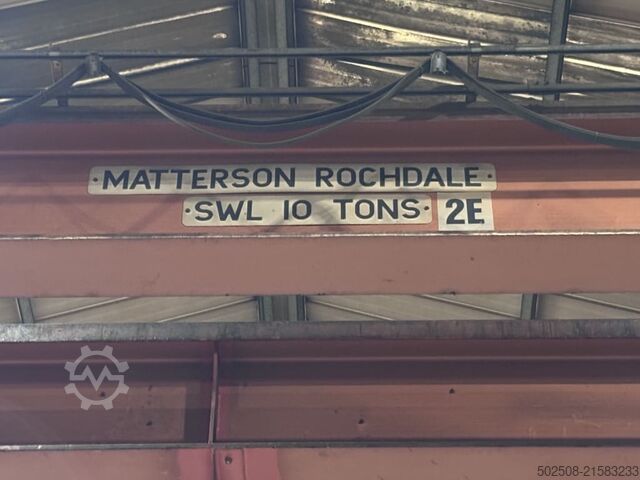 MATTERSON ROCHDALE
SWL 10 TONS 2E
502508-21583233